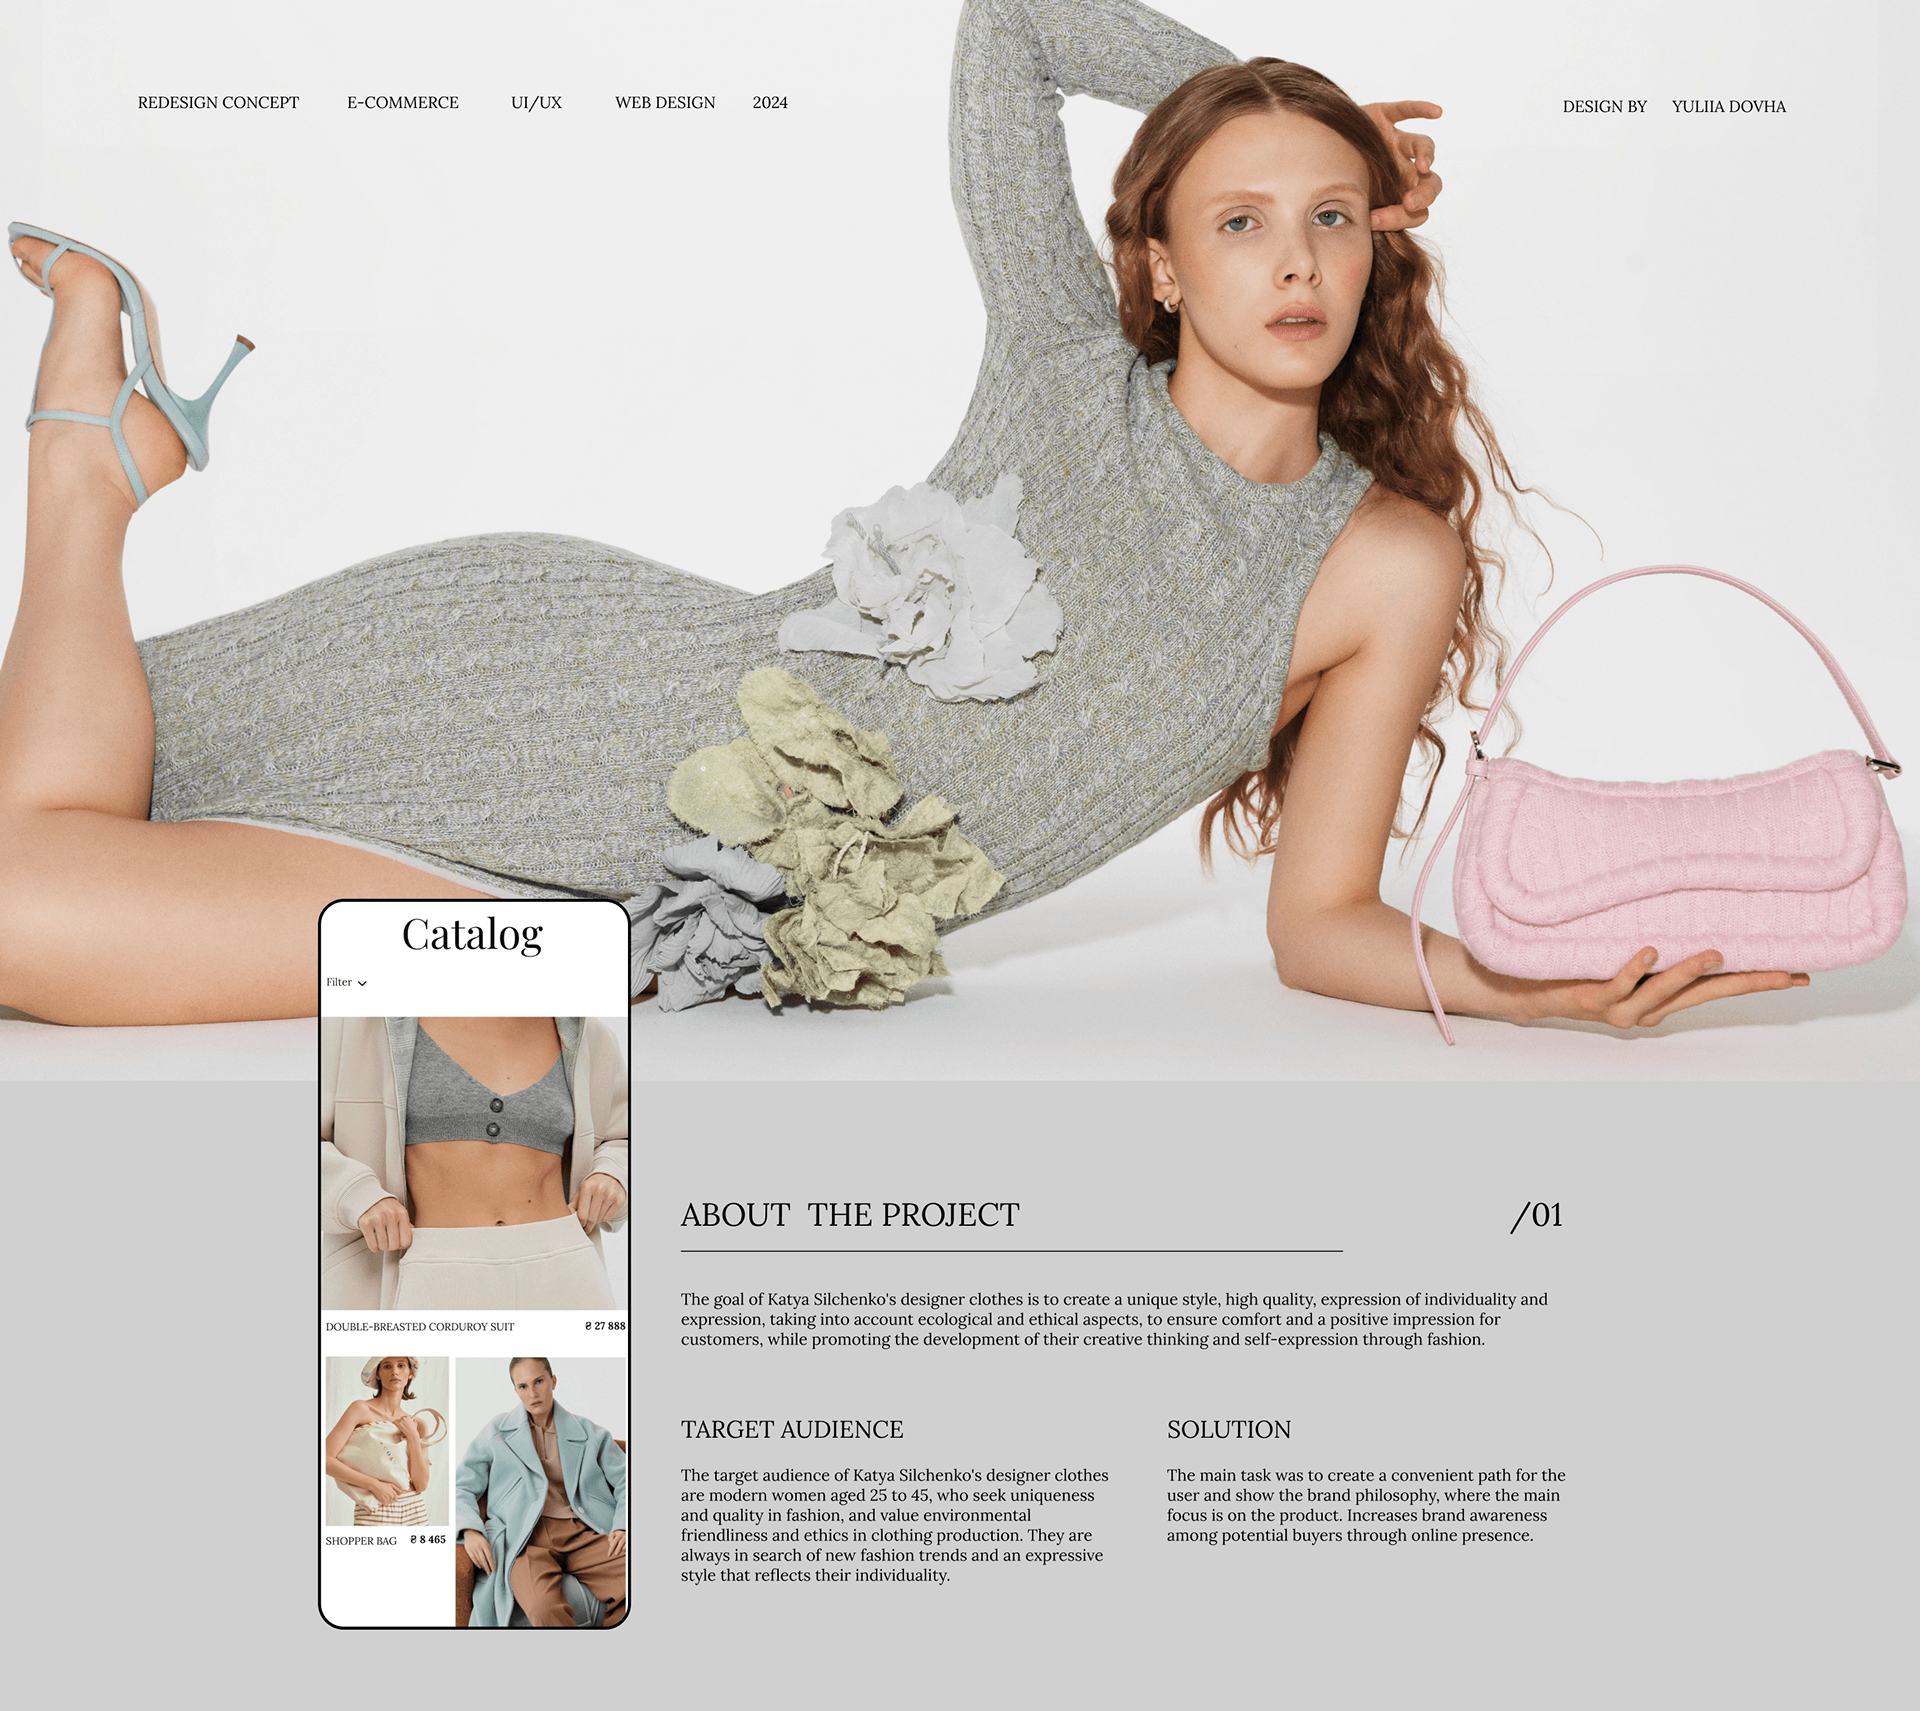 REDESIGN CONCEPT E-COMMERCE UI/UX WEB DESIGN 2024
DESIGN BY YULIIA DOVHA
Catalog
Filter
DOUBLE-BREASTED CORDUROY SUIT ₴ 27 888
SHOPPER BAG ₴ 8 465
ABOUT THE PROJECT
/01
The goal of Katya Silchenko's designer clothes is to create a unique style, high quality, expression of individuality and
expression, taking into account ecological and ethical aspects, to ensure comfort and a positive impression for
customers, while promoting the development of their creative thinking and self-expression through fashion.
TARGET AUDIENCE
The target audience of Katya Silchenko's designer clothes
are modern women aged 25 to 45, who seek uniqueness
and quality in fashion, and value environmental
friendliness and ethics in clothing production. They are
always in search of new fashion trends and an expressive
style that reflects their individuality.
SOLUTION
The main task was to create a convenient path for the
user and show the brand philosophy, where the main
focus is on the product. Increases brand awareness
among potential buyers through online presence.